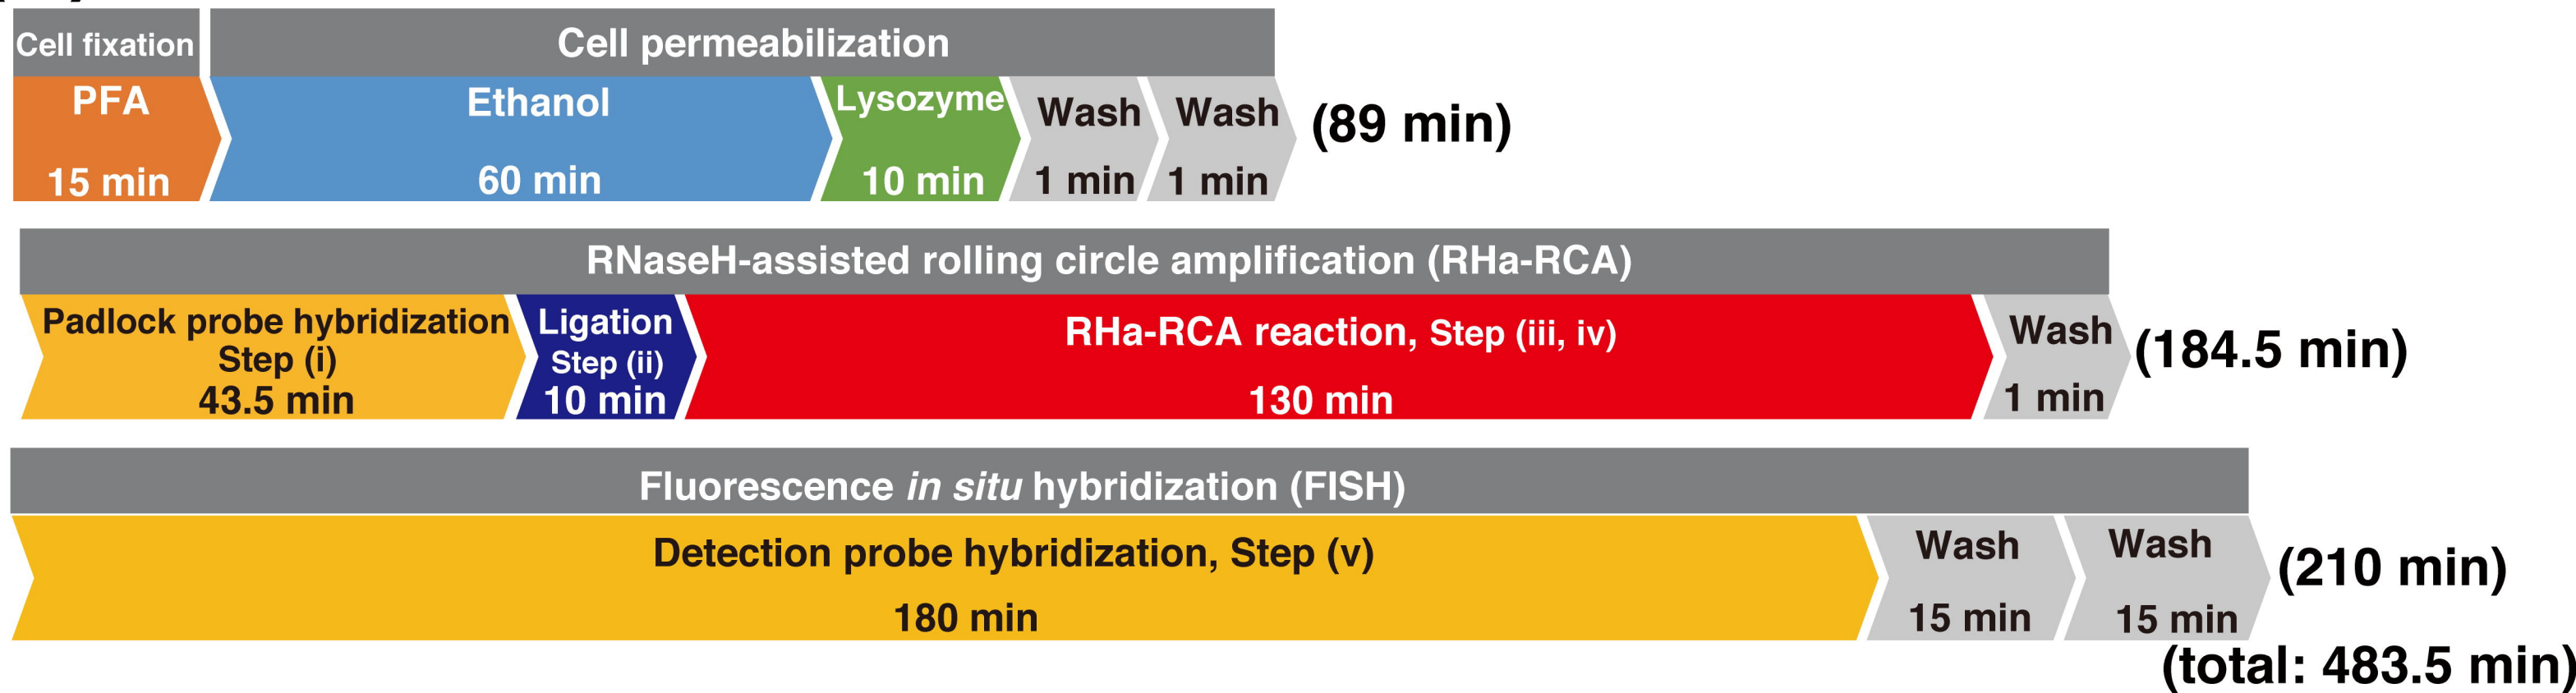 Cell fixation
Cell permeabilization
PFA
15 min
Ethanol
60 min
Lysozyme
10 min
Wash
1 min
Wash
1 min
(89 min)
RNaseH-assisted rolling circle amplification (RHa-RCA)
Padlock probe hybridization
Step (i)
43.5 min
Ligation
Step (ii)
10 min
RHa-RCA reaction, Step (iii, iv)
130 min
Wash
1 min
(184.5 min)
Fluorescence in situ hybridization (FISH)
Detection probe hybridization, Step (v)
180 min
Wash
15 min
Wash
15 min
(210 min)
(total: 483.5 min)